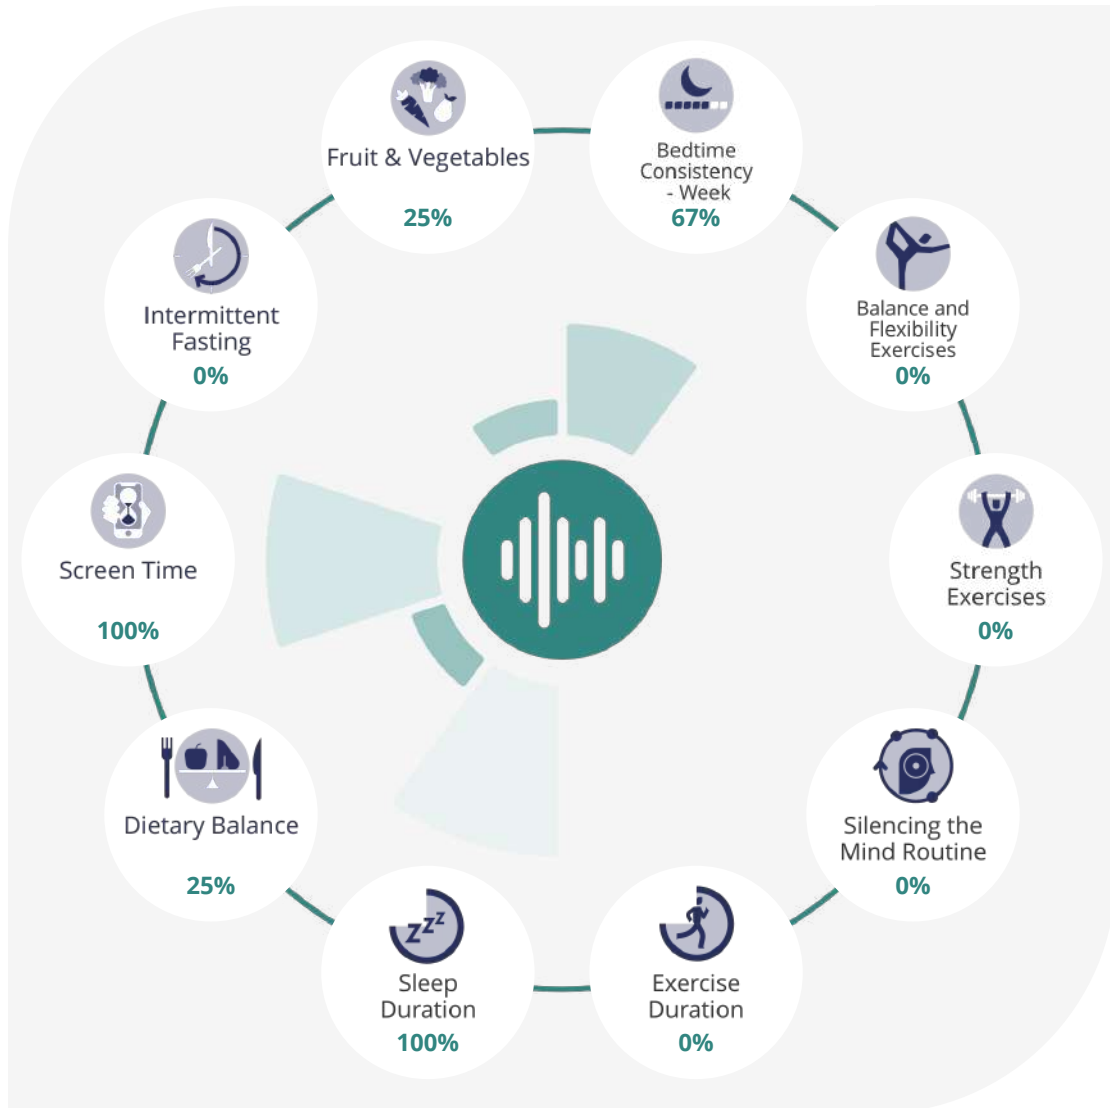 Fruit & Vegetables
25%
Bedtime
Consistency
- Week
67%
Balance and
Flexibility
Exercises
0%
Strength
Exercises
0%
Silencing the
Mind Routine
0%
Exercise
Duration
0%
zzz
Sleep
Duration
100%
Dietary Balance
25%
Screen Time
100%
Intermittent
Fasting
0%